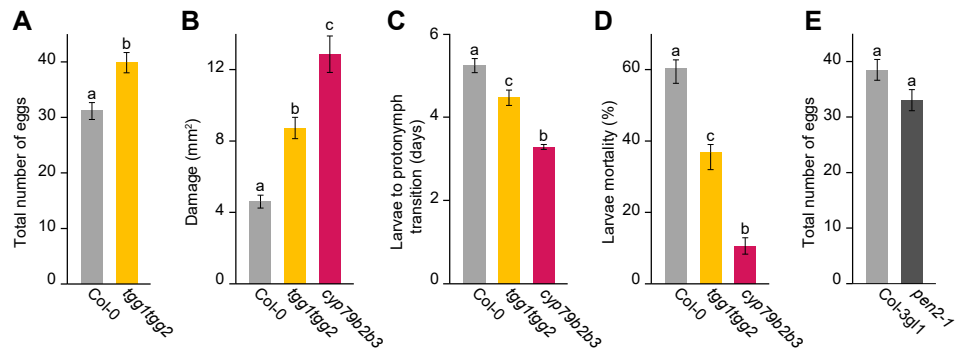 A
B
C
D
E
Total number of eggs
40
30
20
10
0
a
b
Col-0
tgg1tgg2
Damage (mm²)
12
8
4
0
a
b
c
Col-0
tgg1tgg2
cyp79b2b3
Larvae to protonymph
transition (days)
6
4
2
0
a
c
b
Col-0
tgg1tgg2
cyp79b2b3
Larvae mortality (%)
60
40
20
0
a
c
b
Col-0
tgg1tgg2
cyp79b2b3
Total number of eggs
40
30
20
10
0
a
a
Col-3gl1
pen2-1